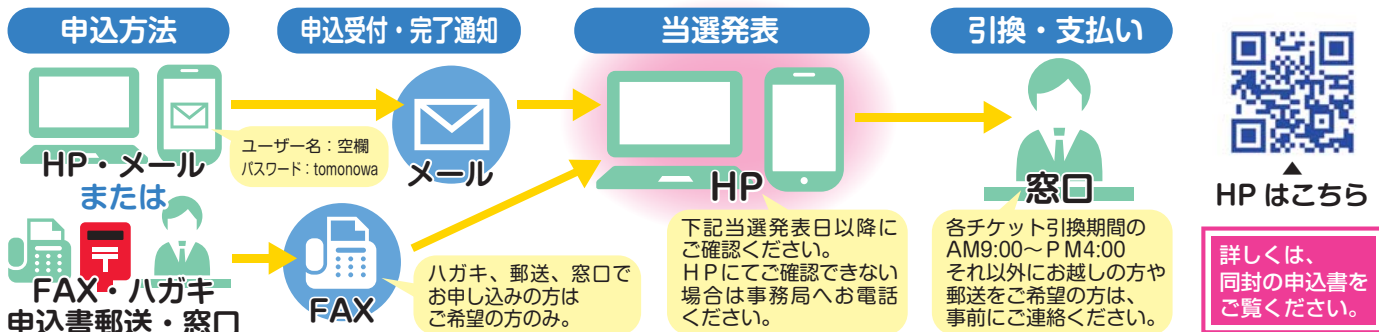 申込方法
申込受付・完了通知
当選発表
引換・支払い
HP・メール
または
FAX・ハガキ
申込書郵送・窓口
ユーザー名：空欄
パスワード：tomonowa
メール
FAX
ハガキ、郵送、窓口で
お申し込みの方は
ご希望の方のみ。
HP
下記当選発表日以降に
ご確認ください。
ＨＰにてご確認できない
場合は事務局へお電話
ください。
窓口
各チケット引換期間の
AM9:00～ＰＭ4:00
それ以外にお越しの方や
郵送をご希望の方は、
事前にご連絡ください。
▲
HP はこちら
詳しくは、
同封の申込書を
ご覧ください。